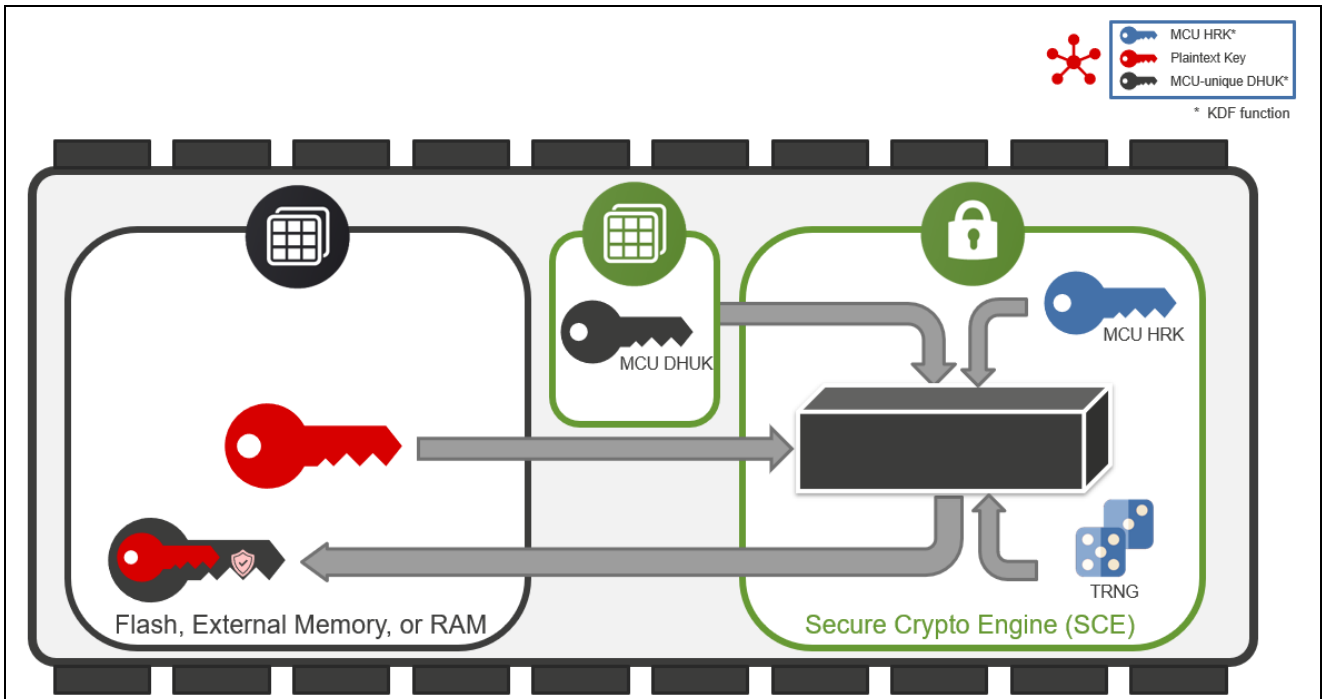 MCU HRK*
Plaintext Key
MCU-unique DHUK*
* KDF function
MCU DHUK
MCU HRK
TRNG
Flash, External Memory, or RAM
Secure Crypto Engine (SCE)